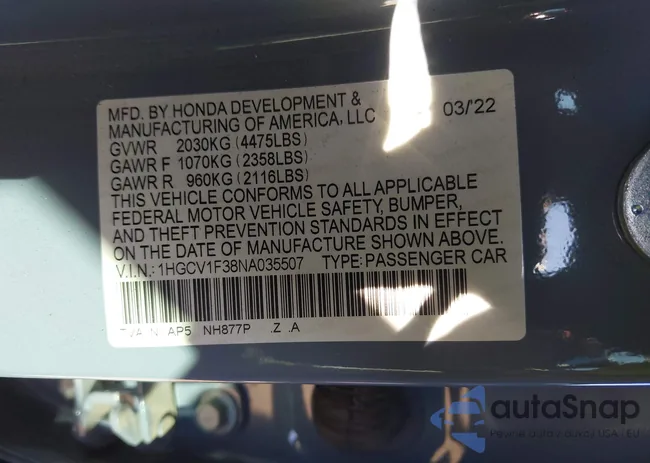 MFD. BY HONDA DEVELOPMENT &
MANUFACTURING OF AMERICA, LLC 03/'22
GVWR 2030KG (4475LBS)
GAWR F 1070KG (2358LBS)
GAWR R 960KG (2116LBS)
THIS VEHICLE CONFORMS TO ALL APPLICABLE
FEDERAL MOTOR VEHICLE SAFETY, BUMPER,
AND THEFT PREVENTION STANDARDS IN EFFECT
ON THE DATE OF MANUFACTURE SHOWN ABOVE.
V.I.N.: 1HGCV1F38NA035507 TYPE: PASSENGER CAR
AP5 NH877P .Z .A
autaSnap